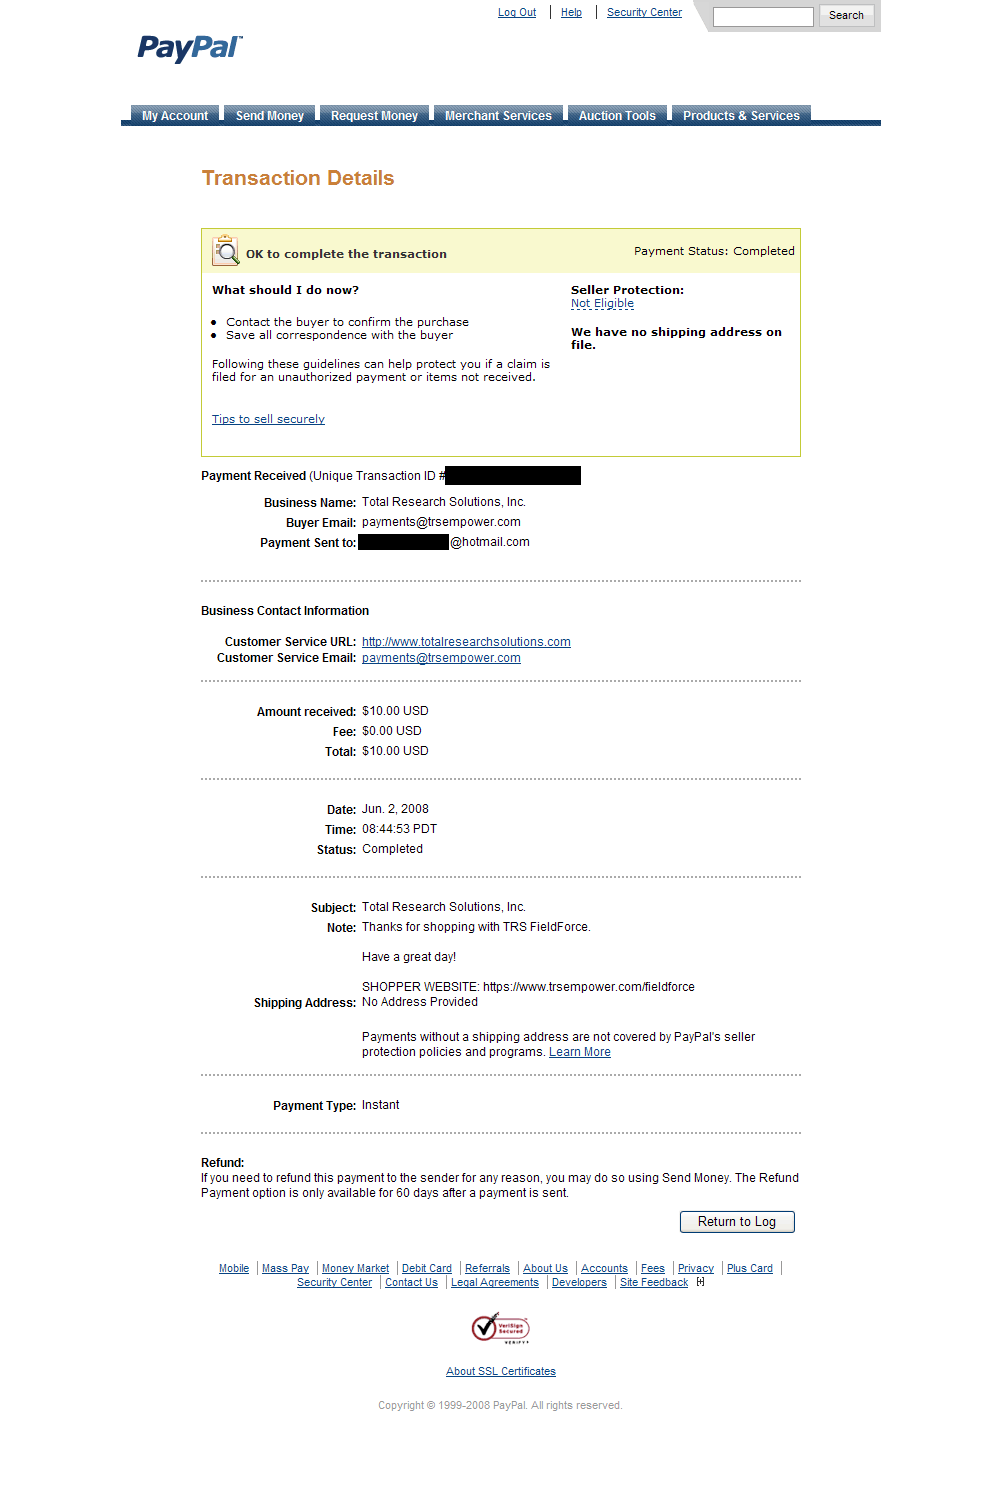 Log Out | Help | Security Center Search
PayPal™
My Account Send Money Request Money Merchant Services Auction Tools Products & Services
Transaction Details
OK to complete the transaction
Payment Status: Completed
What should I do now?
• Contact the buyer to confirm the purchase
• Save all correspondence with the buyer
Following these guidelines can help protect you if a claim is
filed for an unauthorized payment or items not received.
Tips to sell securely
Seller Protection:
Not Eligible
We have no shipping address on
file.
Payment Received (Unique Transaction ID #
Business Name: Total Research Solutions, Inc.
Buyer Email: payments@trsempower.com
Payment Sent to: @hotmail.com
Business Contact Information
Customer Service URL: http://www.totalresearchsolutions.com
Customer Service Email: payments@trsempower.com
Amount received: $10.00 USD
Fee: $0.00 USD
Total: $10.00 USD
Date: Jun. 2, 2008
Time: 08:44:53 PDT
Status: Completed
Subject: Total Research Solutions, Inc.
Note: Thanks for shopping with TRS FieldForce.
Have a great day!
SHOPPER WEBSITE: https://www.trsempower.com/fieldforce
Shipping Address: No Address Provided
Payments without a shipping address are not covered by PayPal's seller
protection policies and programs. Learn More
Payment Type: Instant
Refund:
If you need to refund this payment to the sender for any reason, you may do so using Send Money. The Refund
Payment option is only available for 60 days after a payment is sent.
Return to Log
Mobile | Mass Pay | Money Market | Debit Card | Referrals | About Us | Accounts | Fees | Privacy | Plus Card |
Security Center | Contact Us | Legal Agreements | Developers | Site Feedback [+]
VeriSign
Secured
VERIFY
About SSL Certificates
Copyright © 1999-2008 PayPal. All rights reserved.